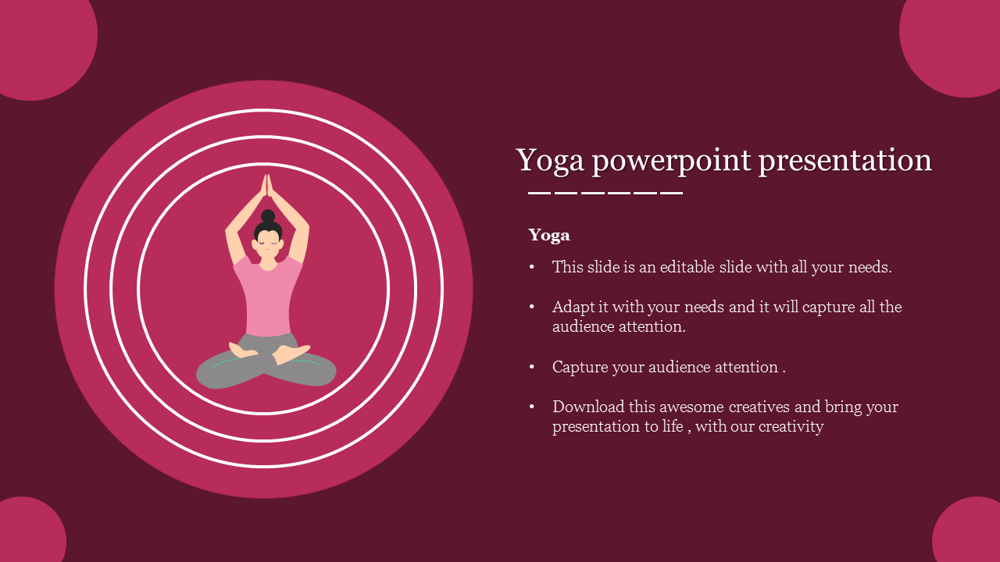 Yoga powerpoint presentation
Yoga
• This slide is an editable slide with all your needs.
• Adapt it with your needs and it will capture all the
audience attention.
• Capture your audience attention .
• Download this awesome creatives and bring your
presentation to life , with our creativity